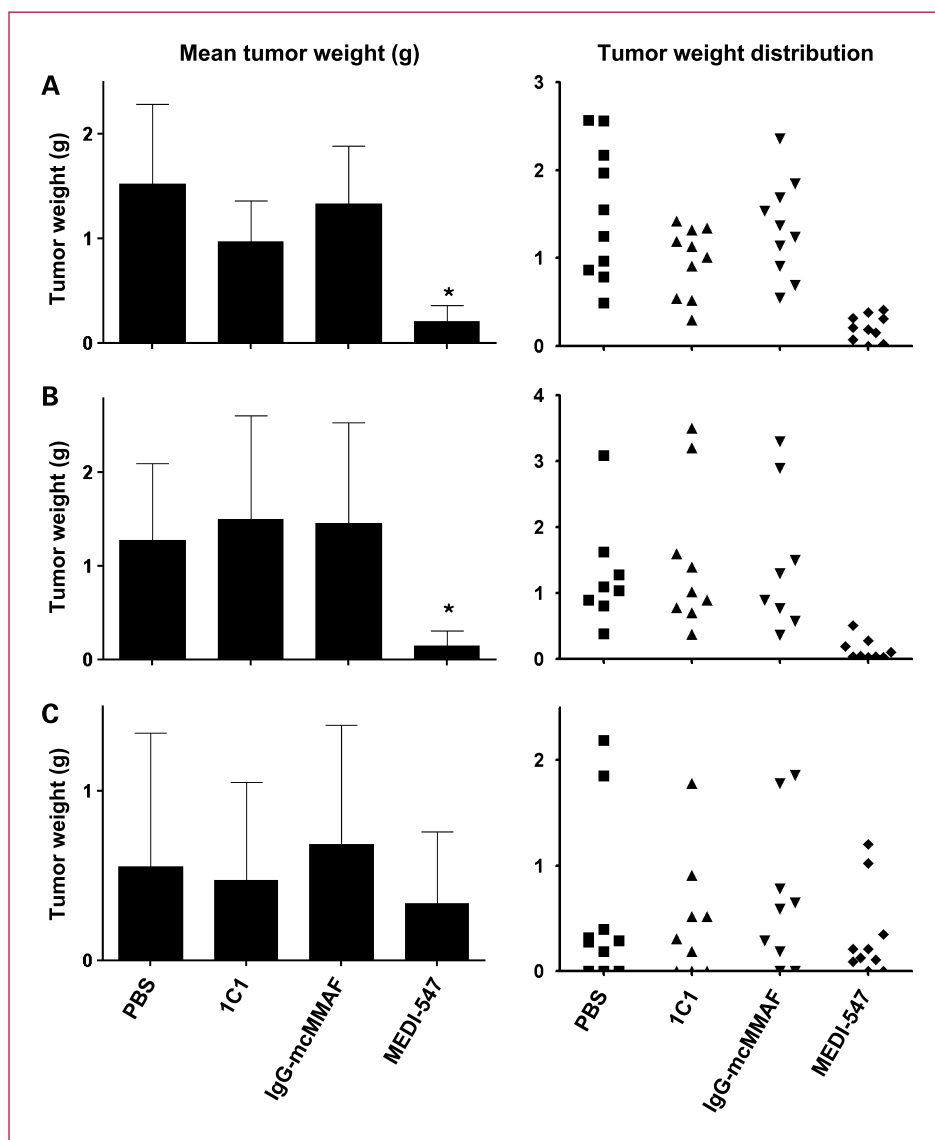 Mean tumor weight (g)
Tumor weight distribution
A
Tumor weight (g)
2
1
0
*
3
2
1
0
B
Tumor weight (g)
2
1
0
*
4
3
2
1
0
C
Tumor weight (g)
1
0
PBS
1C1
IgG-mcMMAF
MEDI-547
2
1
0
PBS
1C1
IgG-mcMMAF
MEDI-547